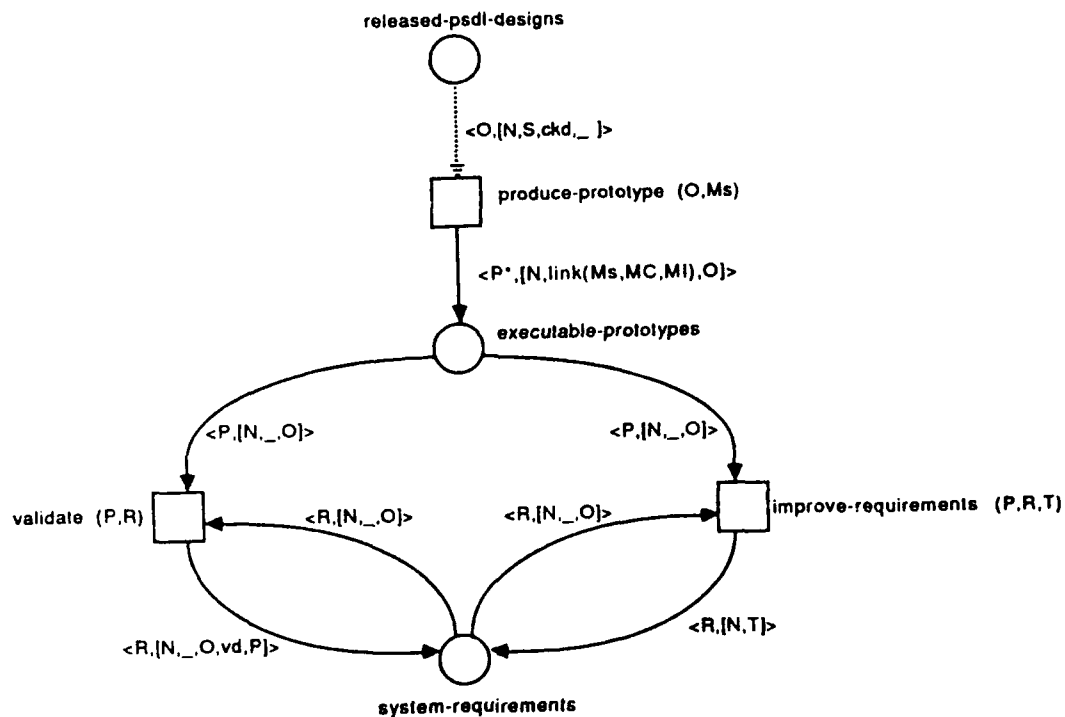 released-psdl-designs
<O,[N,S,ckd,_ ]>
produce-prototype (O,Ms)
<P*,[N,link(Ms,MC,MI),O]>
executable-prototypes
<P,[N,_,O]>
<P,[N,_,O]>
validate (P,R)
<R,[N,_,O]>
<R,[N,_,O]>
improve-requirements (P,R,T)
<R,[N,_,O,vd,P]>
<R,[N,T]>
system-requirements